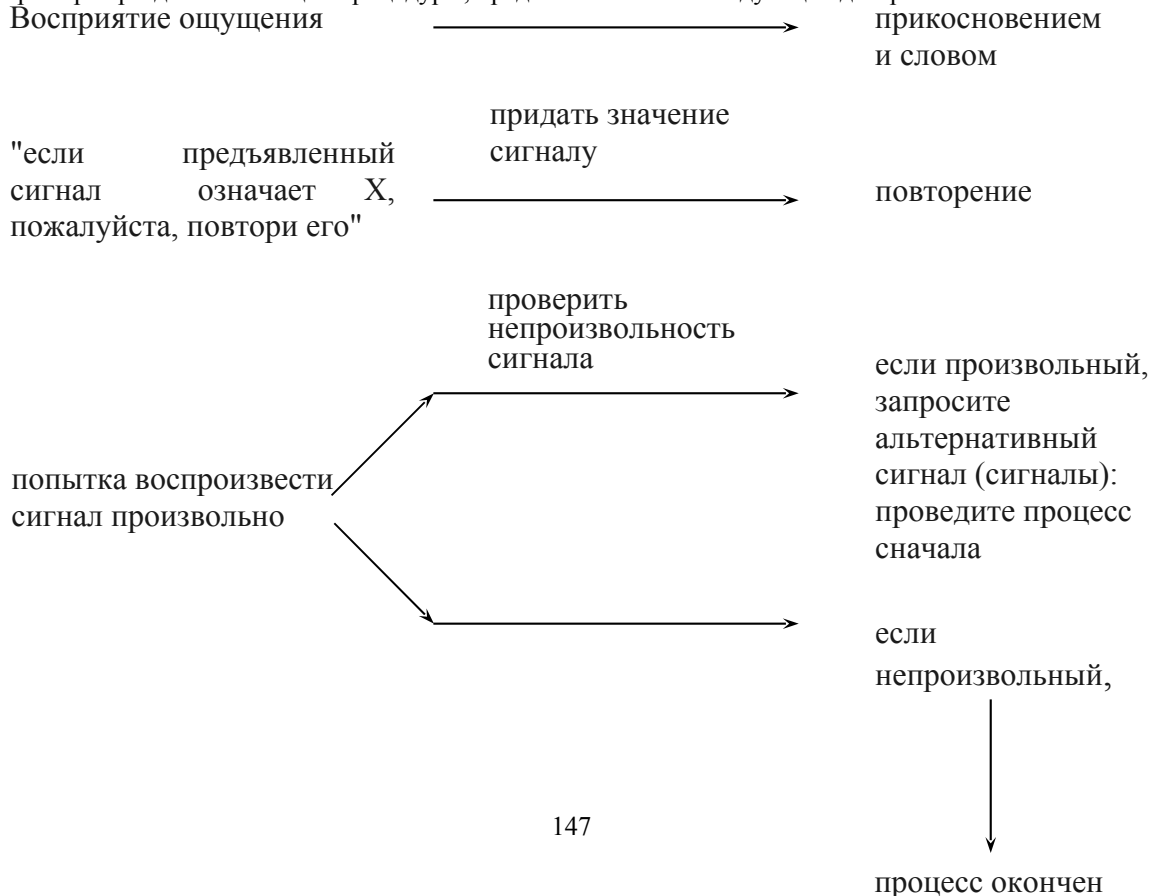 Восприятие ощущения
прикосновением
и словом
придать значение
сигналу
"если предъявленный
сигнал означает X,
пожалуйста, повтори его"
повторение
проверить
непроизвольность
сигнала
если произвольный,
запросите
альтернативный
сигнал (сигналы):
проведите процесс
сначала
попытка воспроизвести
сигнал произвольно
если
непроизвольный,
147
процесс окончен